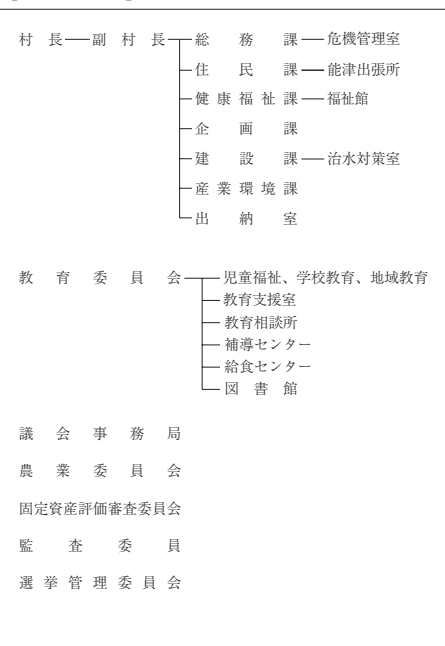 村長 副村長 総務課 危機管理室
住民課 能津出張所
健康福祉課 福祉館
企画課
建設課 治水対策室
産業環境課
出納室
教育委員会 児童福祉、学校教育、地域教育
教育支援室
教育相談所
補導センター
給食センター
図書館
議会事務局
農業委員会
固定資産評価審査委員会
監査委員
選挙管理委員会